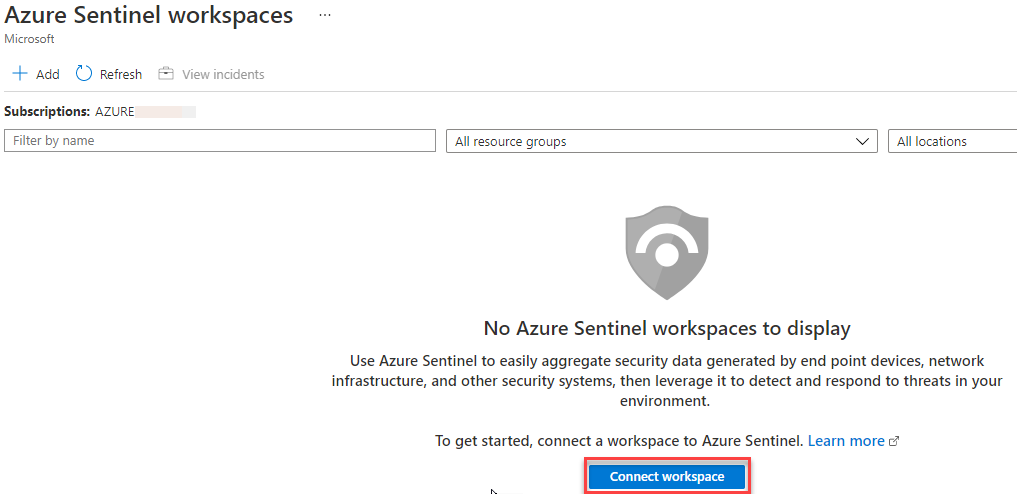 Azure Sentinel workspaces ...
Microsoft
Add Refresh View incidents
Subscriptions: AZURE
Filter by name All resource groups All locations
No Azure Sentinel workspaces to display
Use Azure Sentinel to easily aggregate security data generated by end point devices, network
infrastructure, and other security systems, then leverage it to detect and respond to threats in your
environment.
To get started, connect a workspace to Azure Sentinel. Learn more
Connect workspace